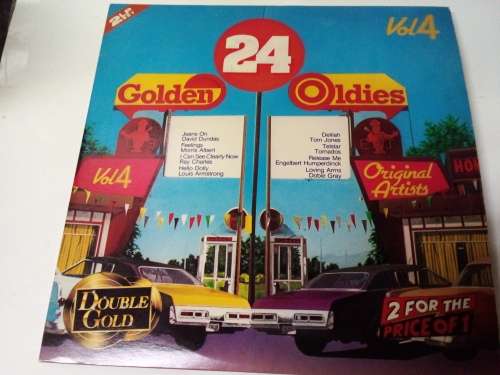 2 LP
24
Vol 4
Golden Oldies
Jeans On
David Dundas
Feelings
Morris Albert
I Can See Clearly Now
Ray Charles
Hello Dolly
Louis Armstrong
Delilah
Tom Jones
Telstar
Tornados
Release Me
Engelbert Humperdinck
Loving Arms
Dobie Gray
Vol 4
Original
Artists
DOUBLE
GOLD
2 FOR THE
PRICE OF 1